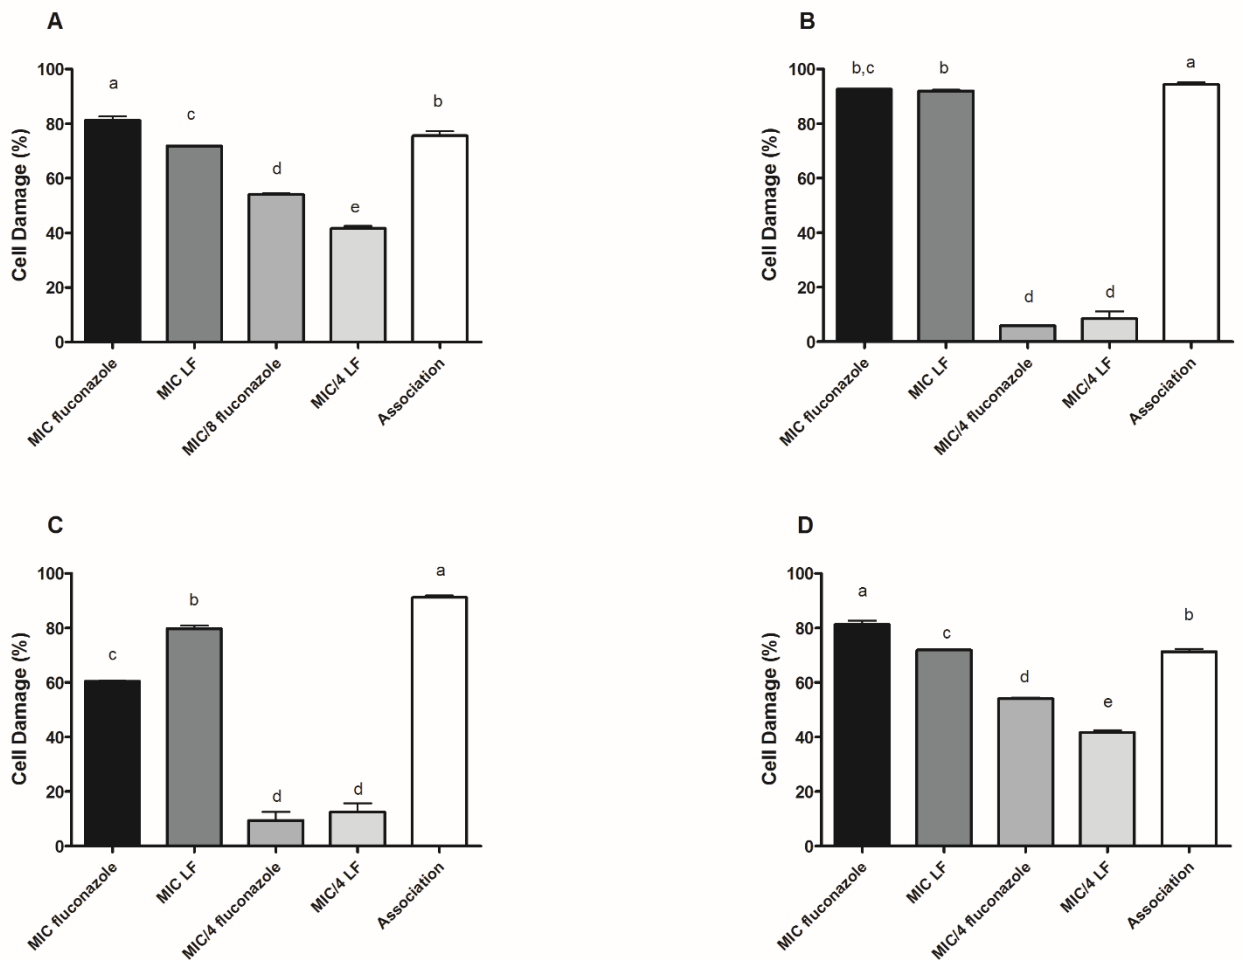 A
Cell Damage (%)
100
80
60
40
20
0
a
c
d
e
b
MIC fluconazole
MIC LF
MIC/8 fluconazole
MIC/4 LF
Association
B
Cell Damage (%)
100
80
60
40
20
0
b,c
b
d
d
a
MIC fluconazole
MIC LF
MIC/4 fluconazole
MIC/4 LF
Association
C
Cell Damage (%)
100
80
60
40
20
0
c
b
d
d
a
MIC fluconazole
MIC LF
MIC/4 fluconazole
MIC/4 LF
Association
D
Cell Damage (%)
100
80
60
40
20
0
a
c
d
e
b
MIC fluconazole
MIC LF
MIC/4 fluconazole
MIC/4 LF
Association